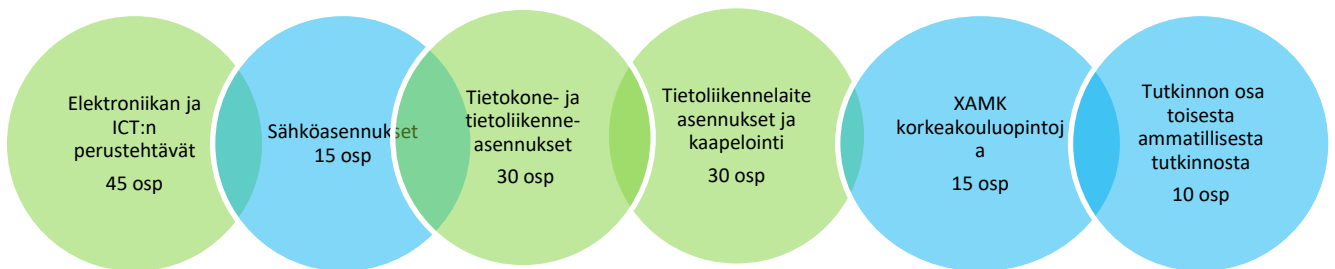 Elektroniikan ja
ICT:n
perustehtävät
45 osp
Sähköasennukset
15 osp
Tietokone- ja
tietoliikenne-
asennukset
30 osp
Tietoliikennelaite
asennukset ja
kaapelointi
30 osp
XAMK
korkeakouluopintoj
a
15 osp
Tutkinnon osa
toisesta
ammatillisesta
tutkinnosta
10 osp